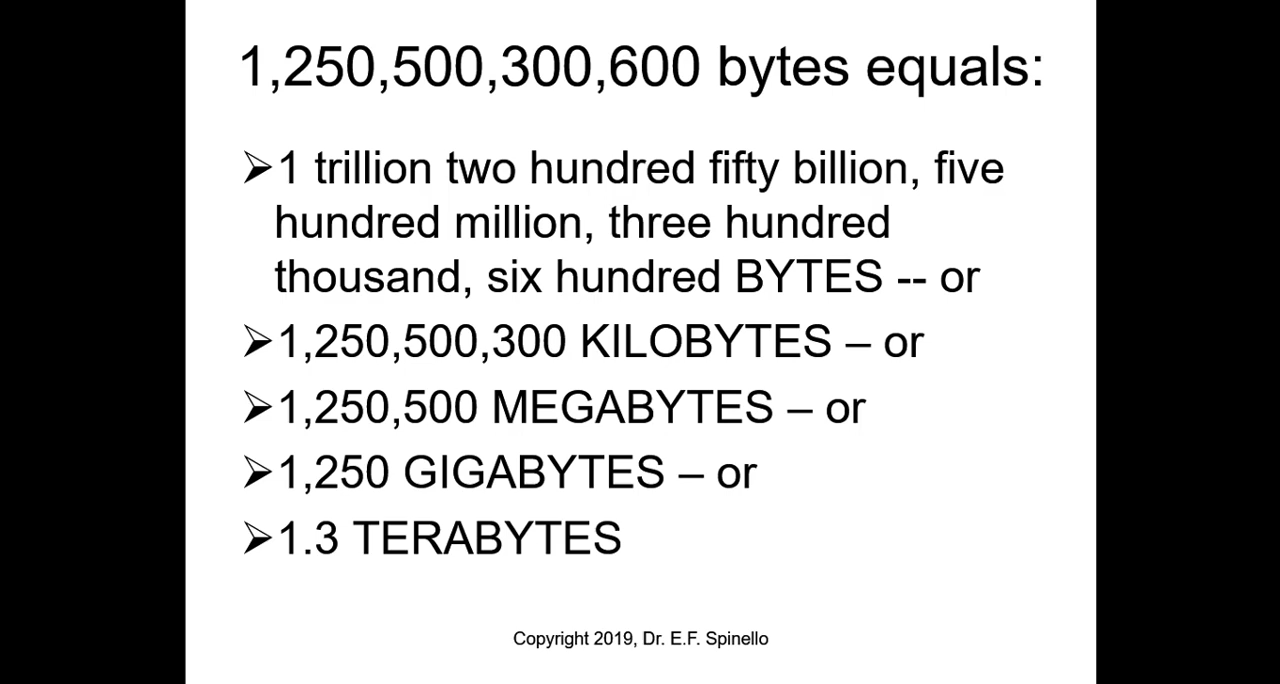 1,250,500,300,600 bytes equals:
➢1 trillion two hundred fifty billion, five
hundred million, three hundred
thousand, six hundred BYTES -- or
➢1,250,500,300 KILOBYTES – or
➢1,250,500 MEGABYTES – or
➢1,250 GIGABYTES – or
➢1.3 TERABYTES
Copyright 2019, Dr. E.F. Spinello